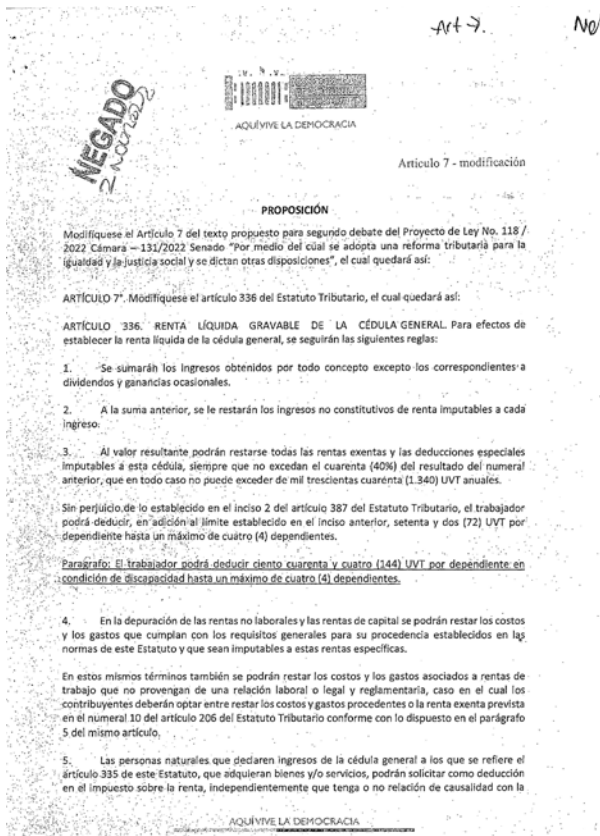 Art 7.
NEGADO
AQUÍVIVE LA DEMOCRACIA
Articulo 7 - modificación
PROPOSICIÓN
Modifíquese el Artículo 7 del texto propuesto para segundo debate del Proyecto de Ley No. 118 /
2022 Cámara – 131/2022 Senado "Por medio del cual se adopta una reforma tributaria para la
igualdad y la justicia social y se dictan otras disposiciones", el cual quedará así:
ARTÍCULO 7°. Modifíquese el artículo 336 del Estatuto Tributario, el cual quedará así:
ARTÍCULO 336. RENTA LÍQUIDA GRAVABLE DE LA CÉDULA GENERAL. Para efectos de
establecer la renta líquida de la cédula general, se seguirán las siguientes reglas:
1. Se sumarán los ingresos obtenidos por todo concepto excepto los correspondientes a
dividendos y ganancias ocasionales.
2. A la suma anterior, se le restarán los ingresos no constitutivos de renta imputables a cada
ingreso.
3. Al valor resultante podrán restarse todas las rentas exentas y las deducciones especiales
imputables a esta cédula, siempre que no excedan el cuarenta (40%) del resultado del numeral
anterior, que en todo caso no puede exceder de mil trescientas cuarenta (1.340) UVT anuales.
Sin perjuicio de lo establecido en el inciso 2 del artículo 387 del Estatuto Tributario, el trabajador
podrá deducir, en adición al límite establecido en el inciso anterior, setenta y dos (72) UVT por
dependiente hasta un máximo de cuatro (4) dependientes.
Paragrafo: El trabajador podrá deducir ciento cuarenta y cuatro (144) UVT por dependiente en
condición de discapacidad hasta un máximo de cuatro (4) dependientes.
4. En la depuración de las rentas no laborales y las rentas de capital se podrán restar los costos
y los gastos que cumplan con los requisitos generales para su procedencia establecidos en las
normas de este Estatuto y que sean imputables a estas rentas específicas.
En estos mismos términos también se podrán restar los costos y los gastos asociados a rentas de
trabajo que no provengan de una relación laboral o legal y reglamentaria, caso en el cual los
contribuyentes deberán optar entre restar los costos y gastos procedentes o la renta exenta prevista
en el numeral 10 del artículo 206 del Estatuto Tributario conforme con lo dispuesto en el parágrafo
5 del mismo artículo.
5. Las personas naturales que declaren ingresos de la cédula general a los que se refiere el
artículo 335 de este Estatuto, que adquieran bienes y/o servicios, podrán solicitar como deducción
en el impuesto sobre la renta, independientemente que tenga o no relación de causalidad con la
AQUÍVIVE LA DEMOCRACIA